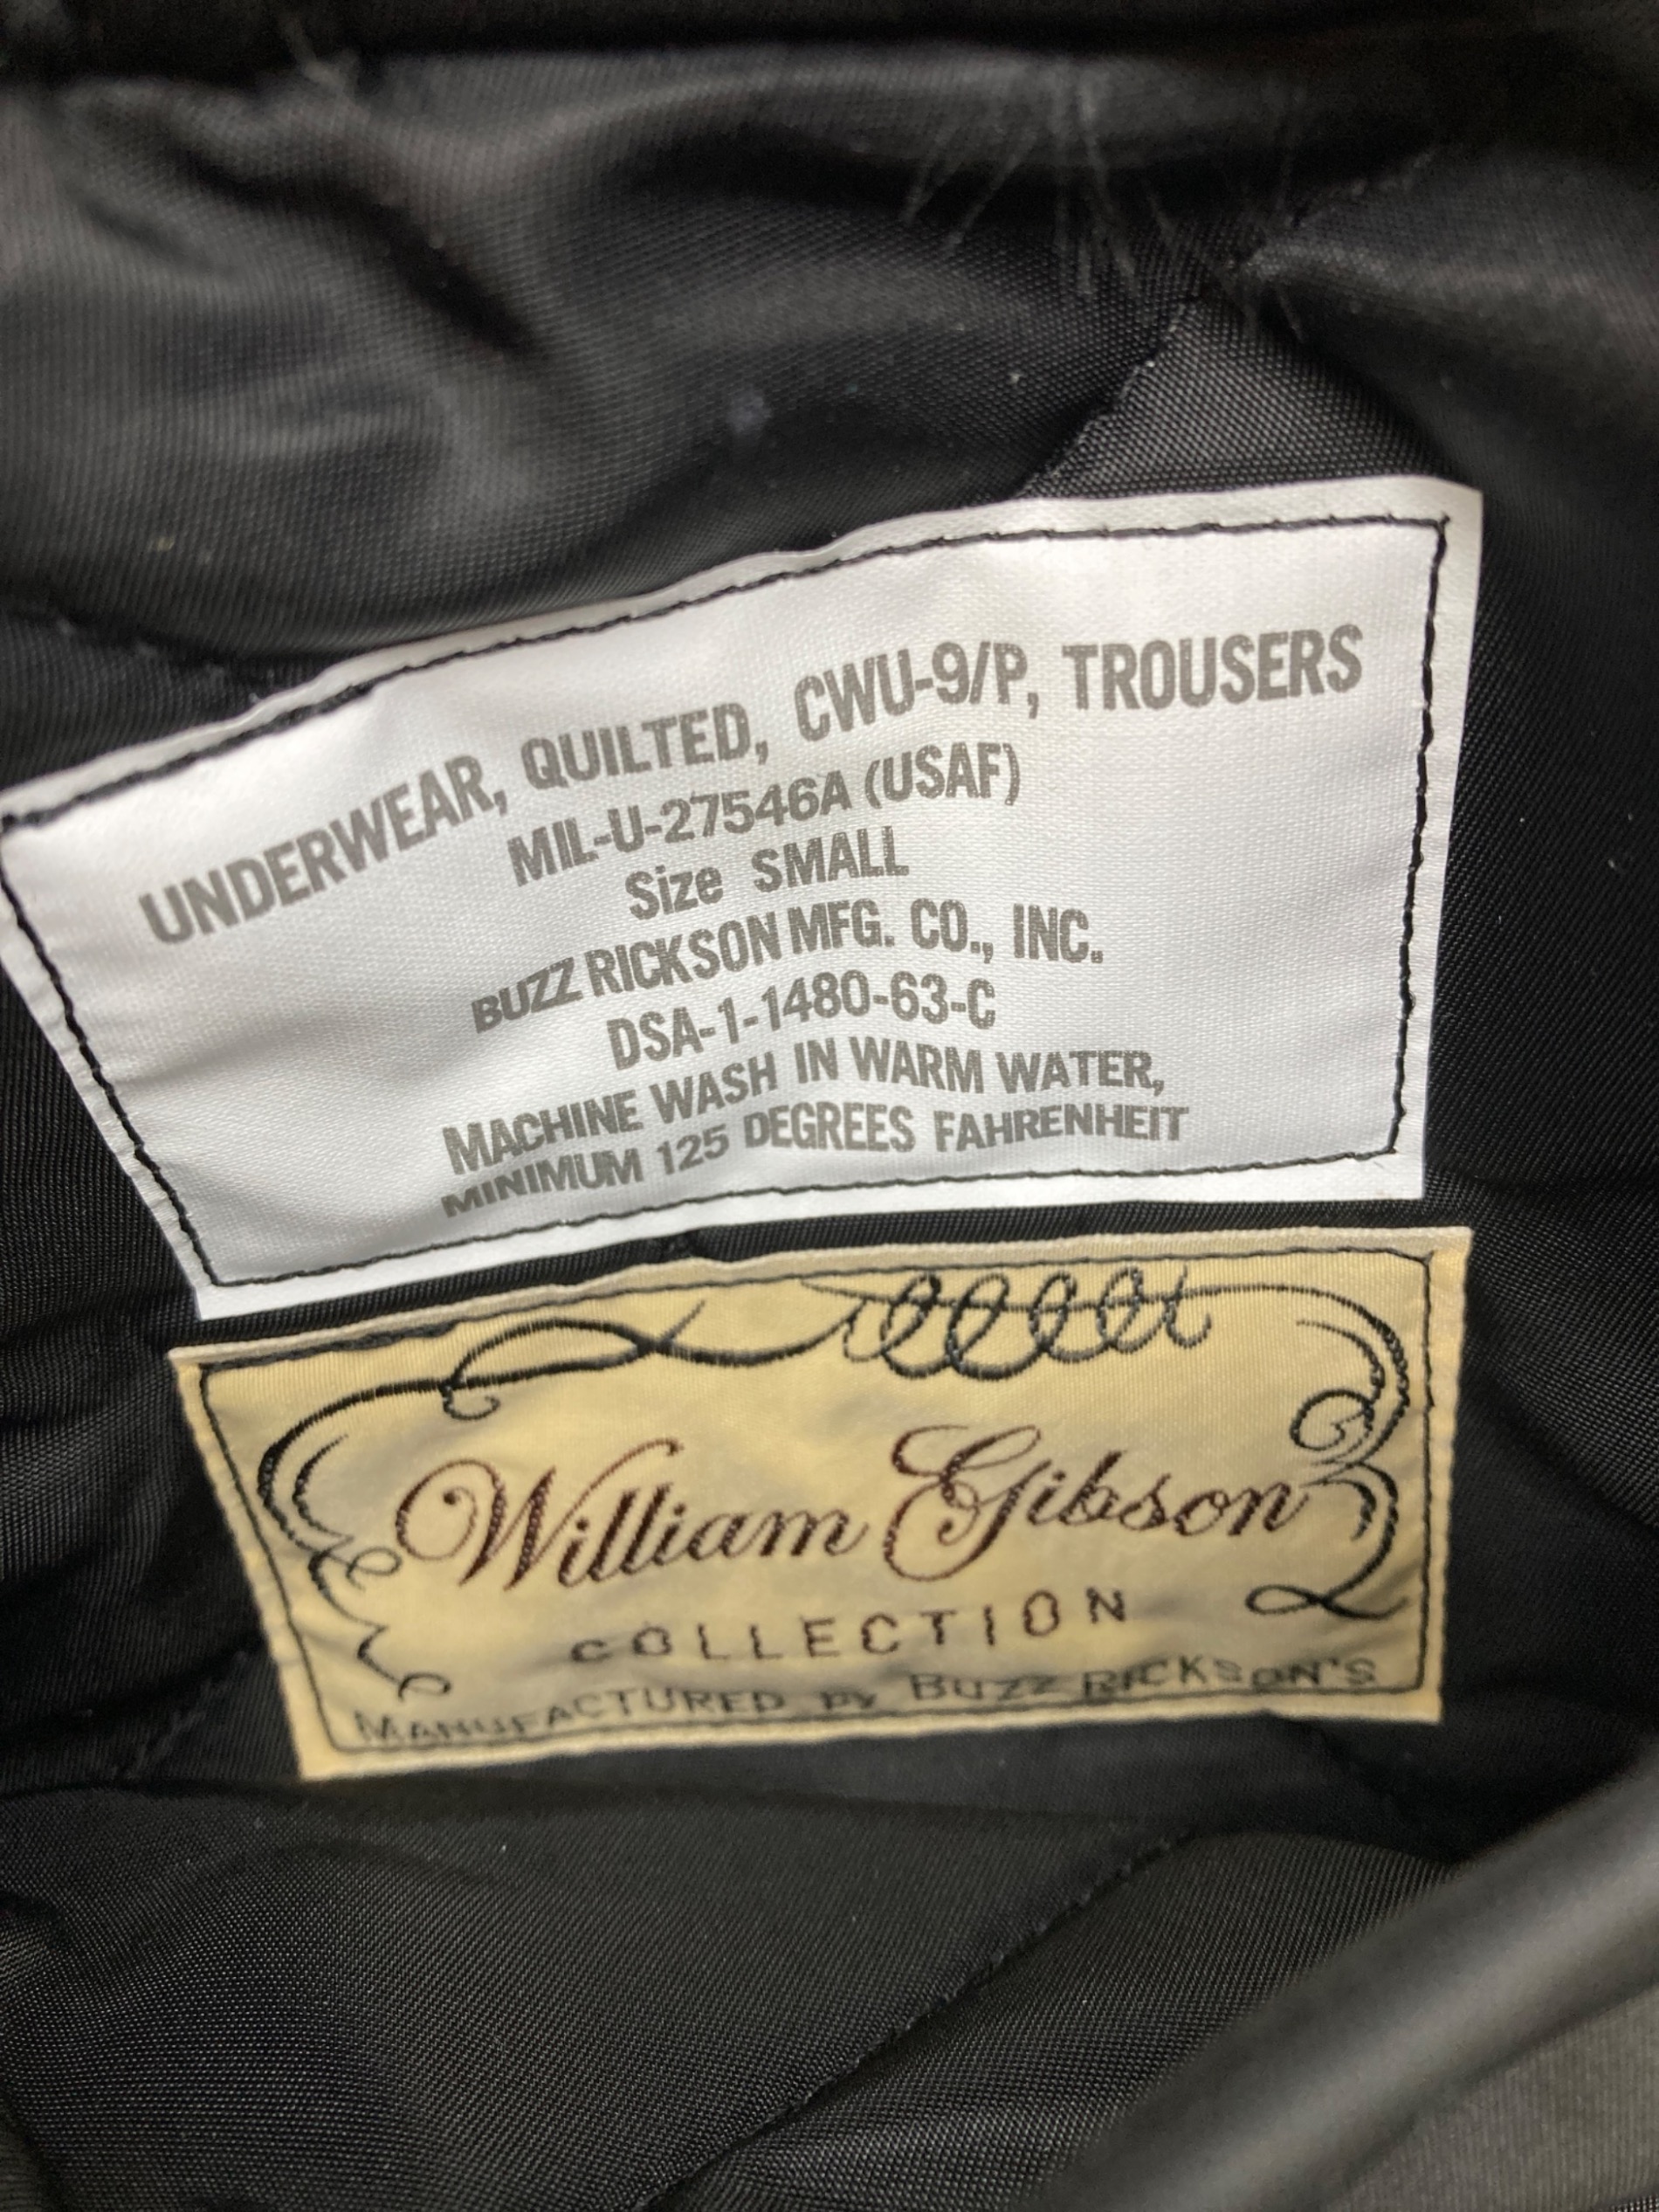 UNDERWEAR, QUILTED, CWU-9/P, TROUSERS
MIL-U-27546A (USAF)
Size SMALL
BUZZ RICKSON MFG. CO., INC.
DSA-1-1480-63-C
MACHINE WASH IN WARM WATER,
MINIMUM 125 DEGREES FAHRENHEIT
William Gibson
COLLECTION
MANUFACTURED BY BUZZ RICKSON'S